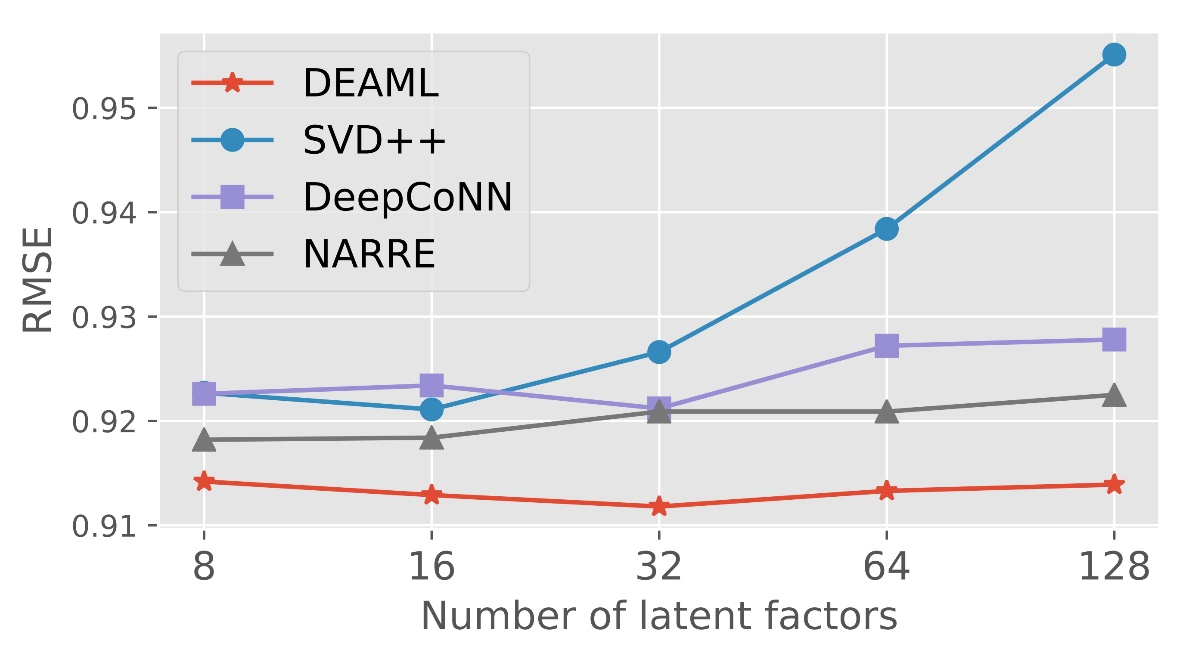 DEAML
SVD++
DeepCoNN
NARRE
RMSE
0.95
0.94
0.93
0.92
0.91
8 16 32 64 128
Number of latent factors